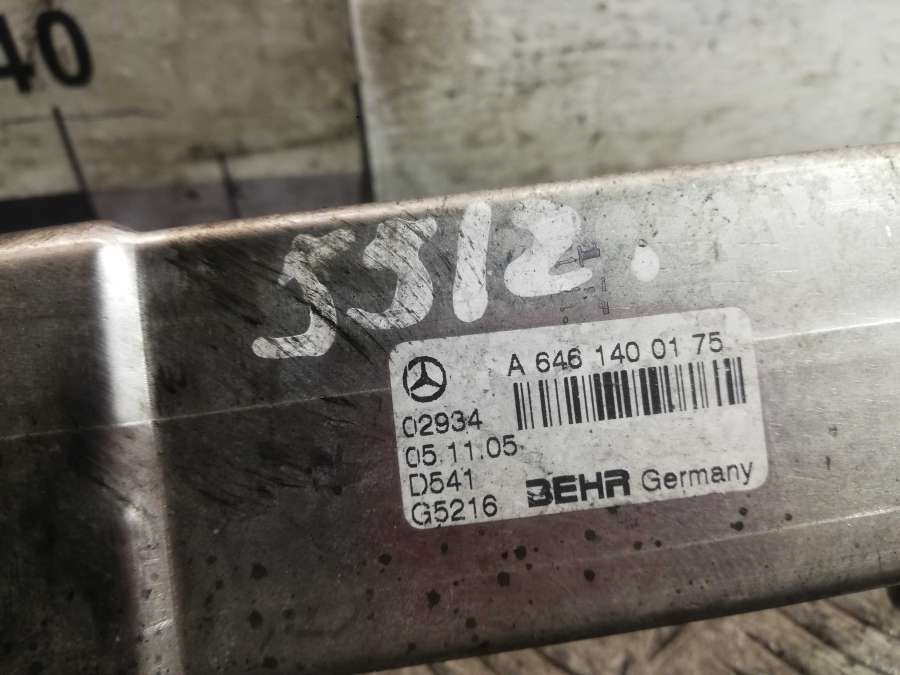 40
5512.
A 646 140 01 75
02934
05.11.05
D541
G5216
BEHR Germany